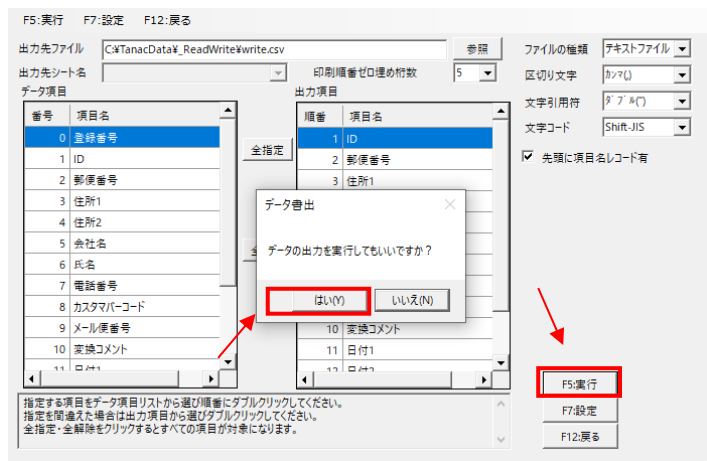 F5:実行 F7:設定 F12:戻る
出力先ファイル C:¥TanacData¥_ReadWrite¥write.csv 参照 ファイルの種類 テキストファイル
出力先シート名 印刷順番ゼロ埋め桁数 5 区切り文字 カンマ(,)
データ項目 出力項目
文字引用符 ダブル(")
番号 項目名 順番 項目名
文字コード Shift-JIS
0 登録番号 1 ID
全指定
1 ID 2 郵便番号 先頭に項目名レコード有
2 郵便番号 3 住所1
3 住所1
データ書出
4 住所2
5 会社名
データの出力を実行してもいいですか？
6 氏名
7 電話番号
はい(Y) いいえ(N)
8 カスタマバーコード
9 メール便番号 10 変換コメント
10 変換コメント 11 日付1
11 日付1 12 日付2
F5:実行
指定する項目をデータ項目リストから選び順番にダブルクリックしてください。
指定を間違えた場合は出力項目から選びダブルクリックしてください。
全指定・全解除をクリックするとすべての項目が対象になります。
F7:設定
F12:戻る